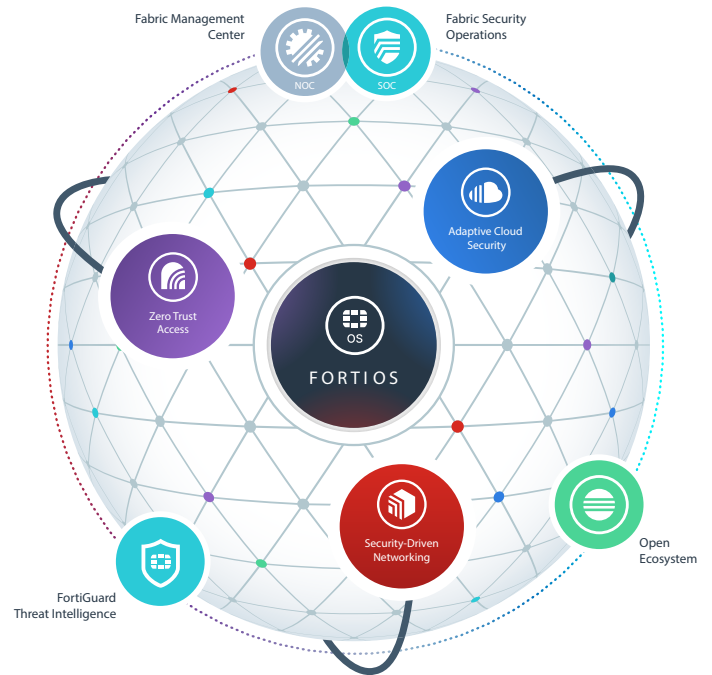 Fabric Management
Center
Fabric Security
Operations
NOC
SOC
Adaptive Cloud
Security
Zero Trust
Access
OS
FORTIOS
Security-Driven
Networking
Open
Ecosystem
FortiGuard
Threat Intelligence